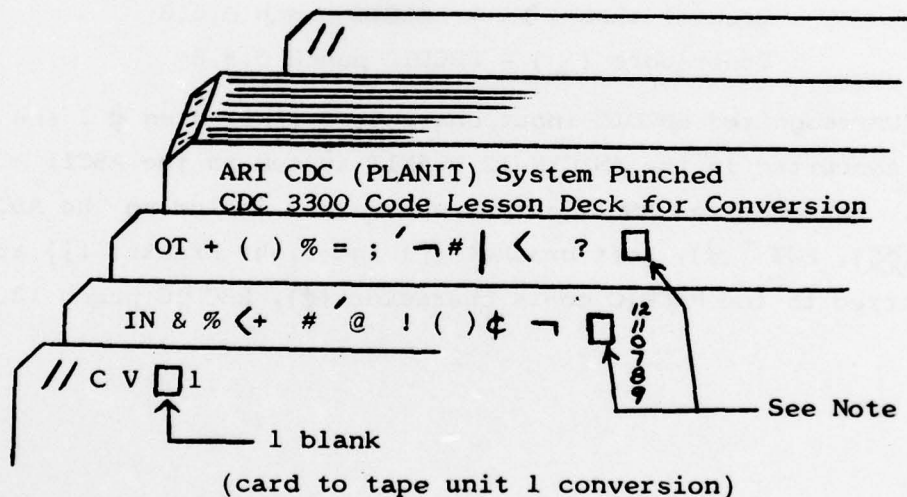 //
ARI CDC (PLANIT) System Punched
CDC 3300 Code Lesson Deck for Conversion
OT + ( ) % = ; ′ ¬ # | < ? □
IN & % < + # ′ @ ! ( ) ¢ ¬ □
12
11
0
7
8
9
// C V □ 1
See Note
1 blank
(card to tape unit 1 conversion)